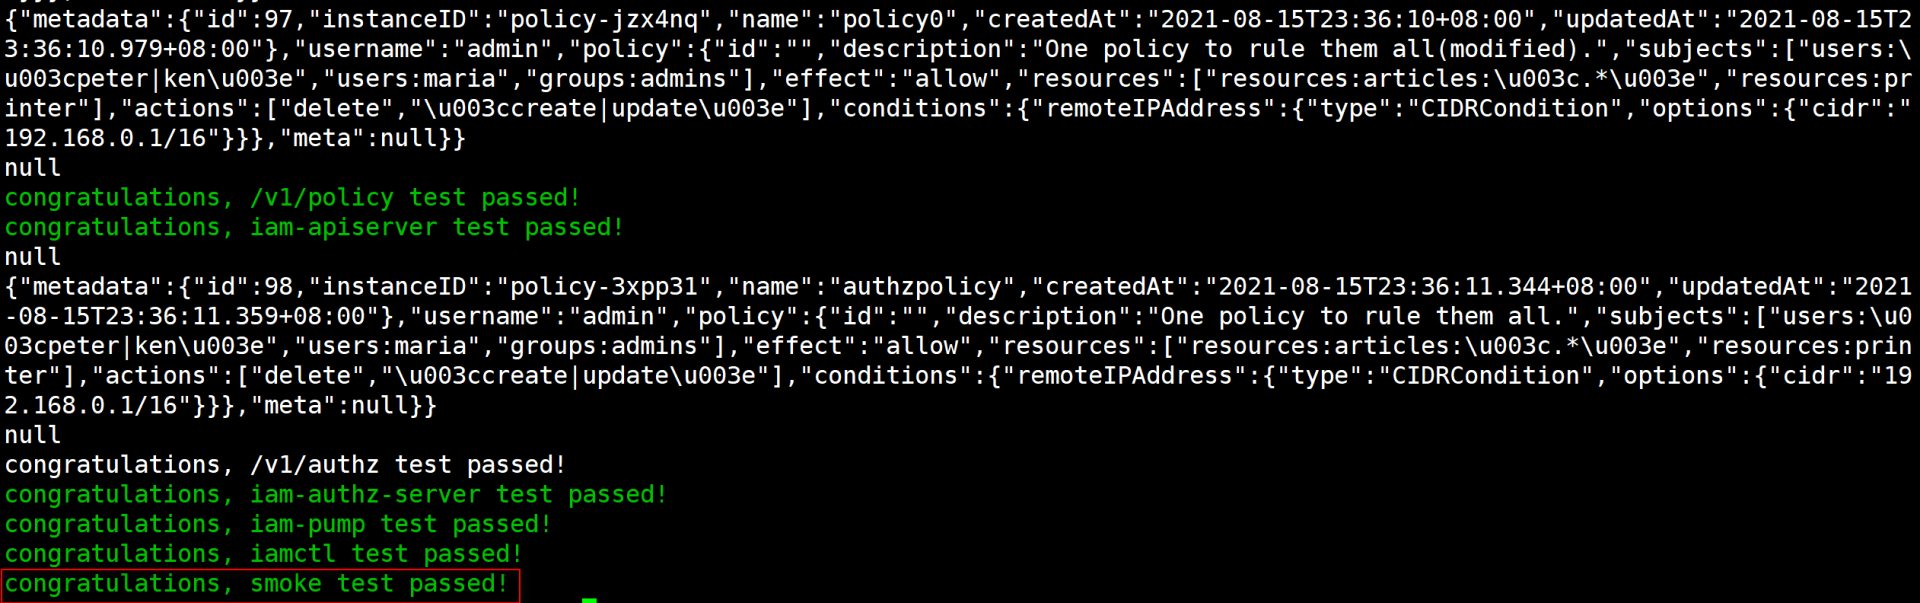 {"metadata":{"id":97,"instanceID":"policy-jzx4nq","name":"policy0","createdAt":"2021-08-15T23:36:10+08:00","updatedAt":"2021-08-15T2
3:36:10.979+08:00"},"username":"admin","policy":{"id":"","description":"One policy to rule them all(modified).","subjects":["users:\
u003cpeter|ken\u003e","users:maria","groups:admins"],"effect":"allow","resources":["resources:articles:\u003c.*\u003e","resources:pr
inter"],"actions":["delete","\u003ccreate|update\u003e"],"conditions":{"remoteIPAddress":{"type":"CIDRCondition","options":{"cidr":"
192.168.0.1/16"}}},"meta":null}}
null
congratulations, /v1/policy test passed!
congratulations, iam-apiserver test passed!
null
{"metadata":{"id":98,"instanceID":"policy-3xpp31","name":"authzpolicy","createdAt":"2021-08-15T23:36:11.344+08:00","updatedAt":"2021
-08-15T23:36:11.359+08:00"},"username":"admin","policy":{"id":"","description":"One policy to rule them all.","subjects":["users:\u0
03cpeter|ken\u003e","users:maria","groups:admins"],"effect":"allow","resources":["resources:articles:\u003c.*\u003e","resources:prin
ter"],"actions":["delete","\u003ccreate|update\u003e"],"conditions":{"remoteIPAddress":{"type":"CIDRCondition","options":{"cidr":"19
2.168.0.1/16"}}},"meta":null}}
null
congratulations, /v1/authz test passed!
congratulations, iam-authz-server test passed!
congratulations, iam-pump test passed!
congratulations, iamctl test passed!
congratulations, smoke test passed!